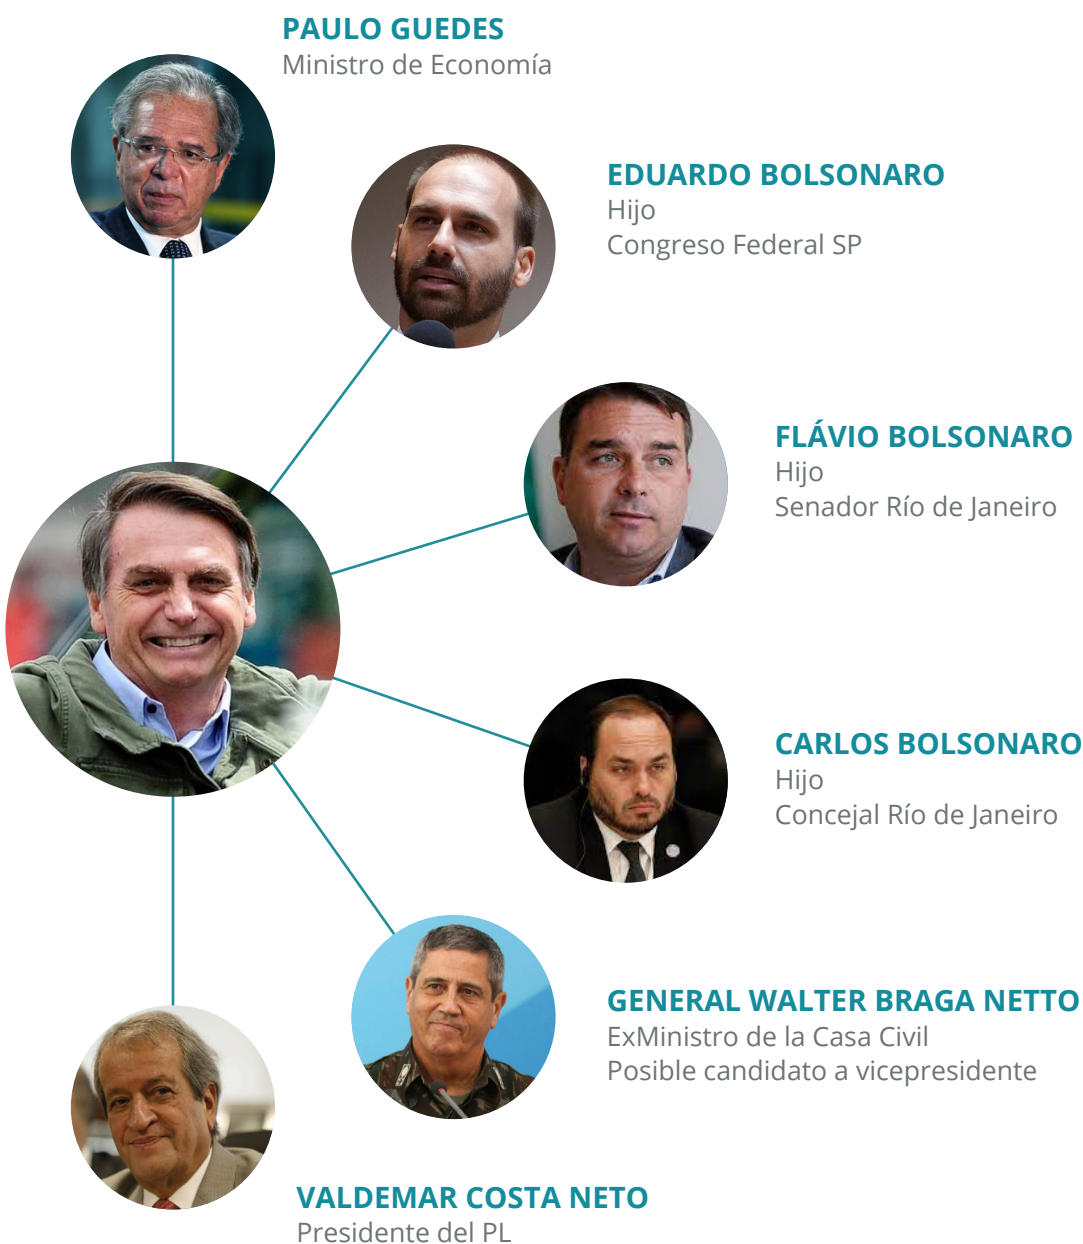 PAULO GUEDES
Ministro de Economía
EDUARDO BOLSONARO
Hijo
Congreso Federal SP
FLÁVIO BOLSONARO
Hijo
Senador Río de Janeiro
CARLOS BOLSONARO
Hijo
Concejal Río de Janeiro
GENERAL WALTER BRAGA NETTO
ExMinistro de la Casa Civil
Posible candidato a vicepresidente
VALDEMAR COSTA NETO
Presidente del PL